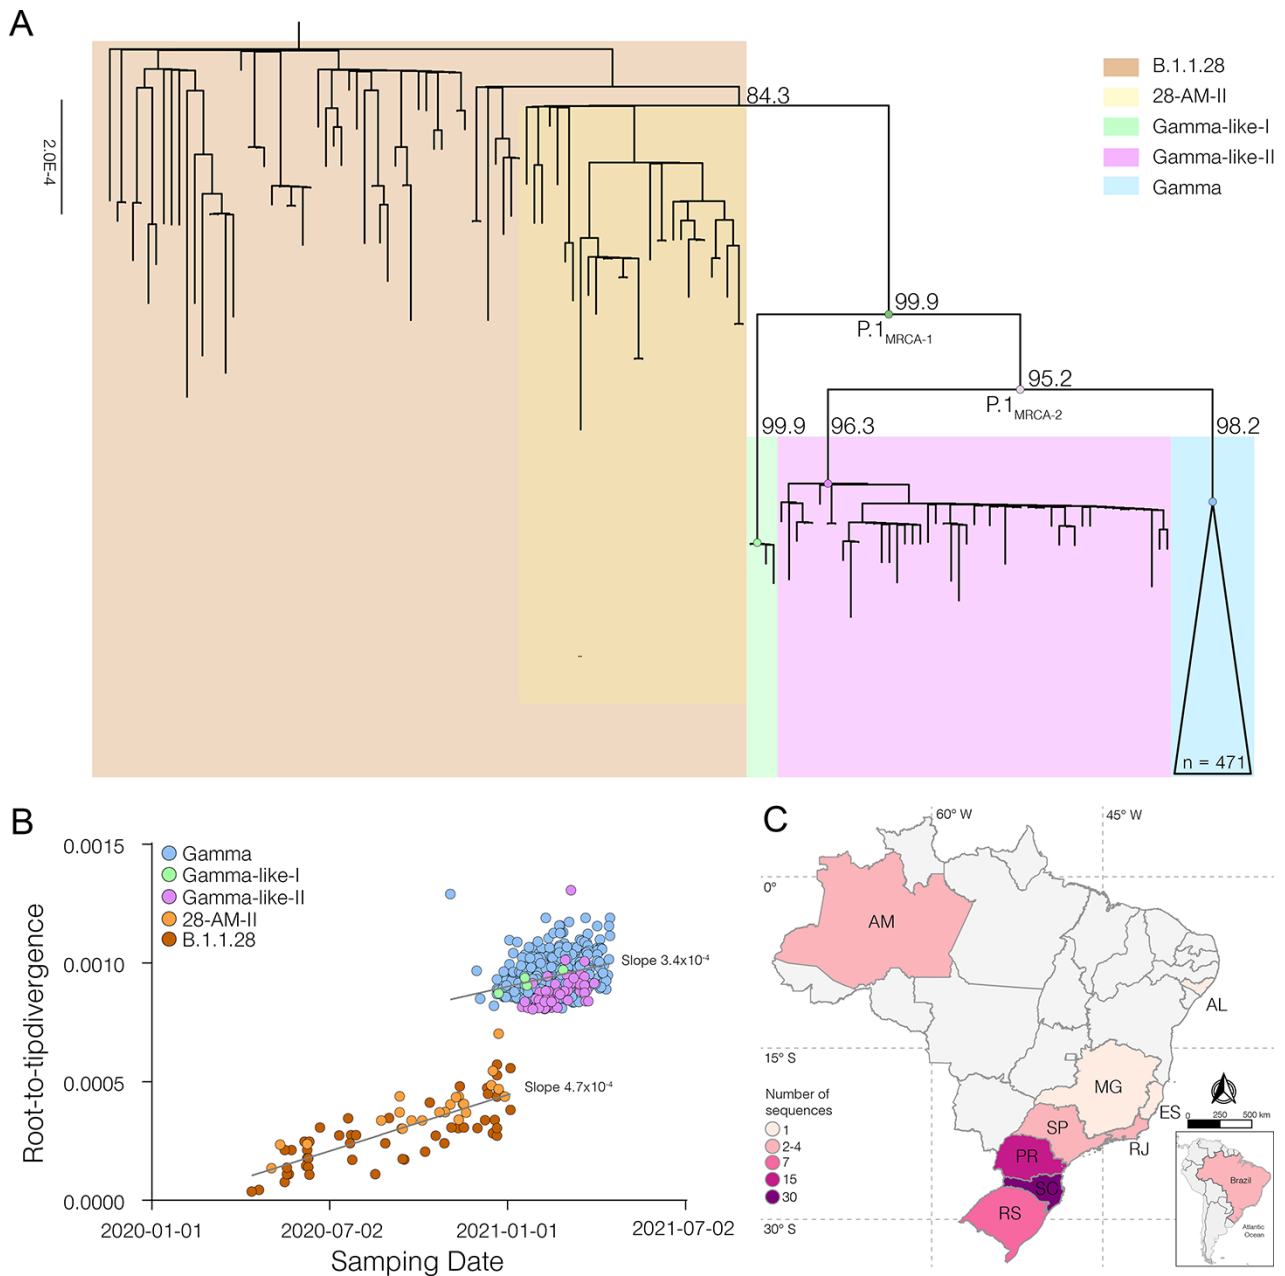 A
B.1.1.28
28-AM-II
Gamma-like-I
Gamma-like-II
Gamma
2.0E-4
84.3
99.9
P.1MRCA-1
95.2
P.1MRCA-2
99.9
96.3
98.2
n = 471
B
Root-to-tipdivergence
0.0015
0.0010
0.0005
0.0000
Gamma
Gamma-like-I
Gamma-like-II
28-AM-II
B.1.1.28
Slope 3.4x10-4
Slope 4.7x10-4
2020-01-01
2020-07-02
2021-01-01
2021-07-02
Samping Date
C
60° W
45° W
0°
15° S
30° S
AM
AL
MG
ES
SP
RJ
PR
SC
RS
Number of
sequences
1
2-4
7
15
30
0 250 500 km
Brazil
Atlantic
Ocean